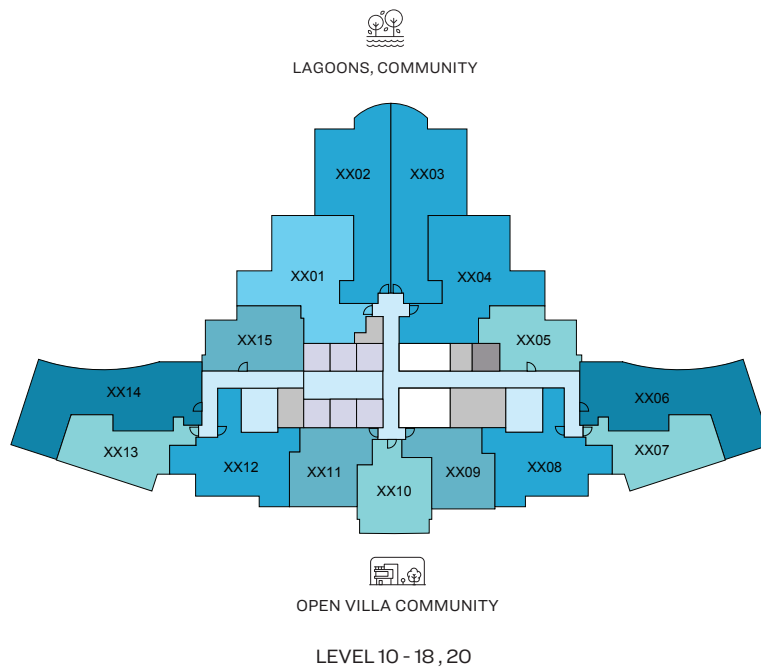 LAGOONS, COMMUNITY
XX02
XX03
XX01
XX04
XX15
XX05
XX14
XX06
XX13
XX07
XX12
XX11
XX10
XX09
XX08
OPEN VILLA COMMUNITY
LEVEL 10 - 18 , 20